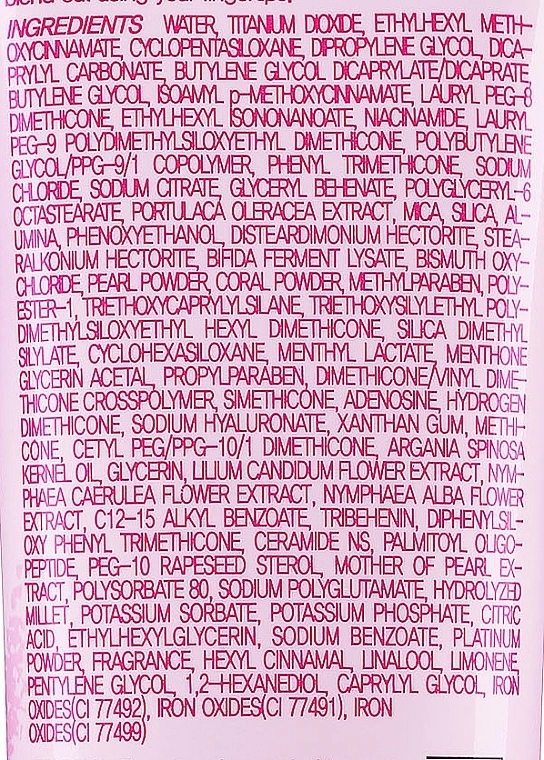 blend out using your fingertips.
INGREDIENTS WATER, TITANIUM DIOXIDE, ETHYLHEXYL METH-
OXYCINNAMATE, CYCLOPENTASILOXANE, DIPROPYLENE GLYCOL, DICA-
PRYLYL CARBONATE, BUTYLENE GLYCOL DICAPRYLATE/DICAPRATE,
BUTYLENE GLYCOL, ISOAMYL p-METHOXYCINNAMATE, LAURYL PEG-8
DIMETHICONE, ETHYLHEXYL ISONONANOATE, NIACINAMIDE, LAURYL
PEG-9 POLYDIMETHYLSILOXYETHYL DIMETHICONE, POLYBUTYLENE
GLYCOL/PPG-9/1 COPOLYMER, PHENYL TRIMETHICONE, SODIUM
CHLORIDE, SODIUM CITRATE, GLYCERYL BEHENATE, POLYGLYCERYL-6
OCTASTEARATE, PORTULACA OLERACEA EXTRACT, MICA, SILICA, AL-
UMINA, PHENOXYETHANOL, DISTEARDIMONIUM HECTORITE, STEA-
RALKONIUM HECTORITE, BIFIDA FERMENT LYSATE, BISMUTH OXY-
CHLORIDE, PEARL POWDER, CORAL POWDER, METHYLPARABEN, POLY-
ESTER-1, TRIETHOXYCAPRYLYLSILANE, TRIETHOXYSILYLETHYL POLY-
DIMETHYLSILOXYETHYL HEXYL DIMETHICONE, SILICA DIMETHYL
SILYLATE, CYCLOHEXASILOXANE, MENTHYL LACTATE, MENTHONE
GLYCERIN ACETAL, PROPYLPARABEN, DIMETHICONE/VINYL DIME-
THICONE CROSSPOLYMER, SIMETHICONE, ADENOSINE, HYDROGEN
DIMETHICONE, SODIUM HYALURONATE, XANTHAN GUM, METHI-
CONE, CETYL PEG/PPG-10/1 DIMETHICONE, ARGANIA SPINOSA
KERNEL OIL, GLYCERIN, LILIUM CANDIDUM FLOWER EXTRACT, NYM-
PHAEA CAERULEA FLOWER EXTRACT, NYMPHAEA ALBA FLOWER
EXTRACT, C12-15 ALKYL BENZOATE, TRIBEHENIN, DIPHENYLSIL-
OXY PHENYL TRIMETHICONE, CERAMIDE NS, PALMITOYL OLIGO-
PEPTIDE, PEG-10 RAPESEED STEROL, MOTHER OF PEARL EX-
TRACT, POLYSORBATE 80, SODIUM POLYGLUTAMATE, HYDROLYZED
MILLET, POTASSIUM SORBATE, POTASSIUM PHOSPHATE, CITRIC
ACID, ETHYLHEXYLGLYCERIN, SODIUM BENZOATE, PLATINUM
POWDER, FRAGRANCE, HEXYL CINNAMAL, LINALOOL, LIMONENE,
PENTYLENE GLYCOL, 1,2-HEXANEDIOL, CAPRYLYL GLYCOL, IRON
OXIDES(CI 77492), IRON OXIDES(CI 77491), IRON
OXIDES(CI 77499)